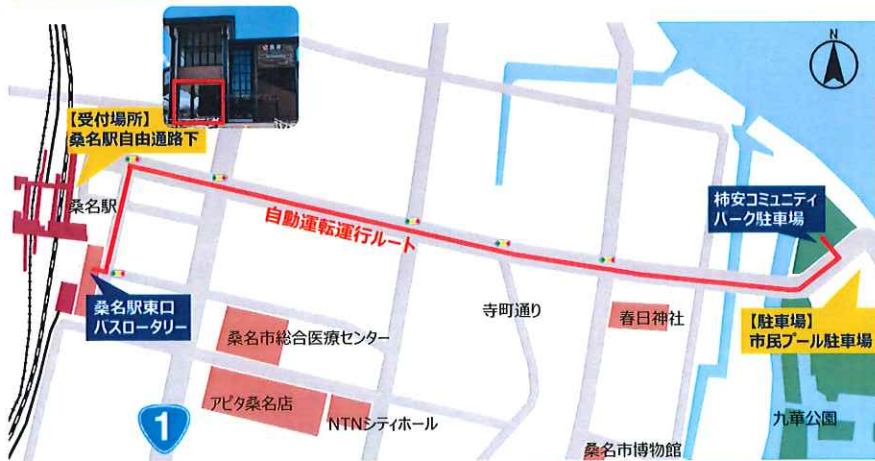 【受付場所】
桑名駅自由通路下
N
桑名駅
自動運転運行ルート
柿安コミュニティ
パーク駐車場
桑名駅東口
バスロータリー
寺町通り
春日神社
【駐車場】
市民プール駐車場
桑名市総合医療センター
アピタ桑名店
NTNシティホール
1
九華公園
桑名市博物館